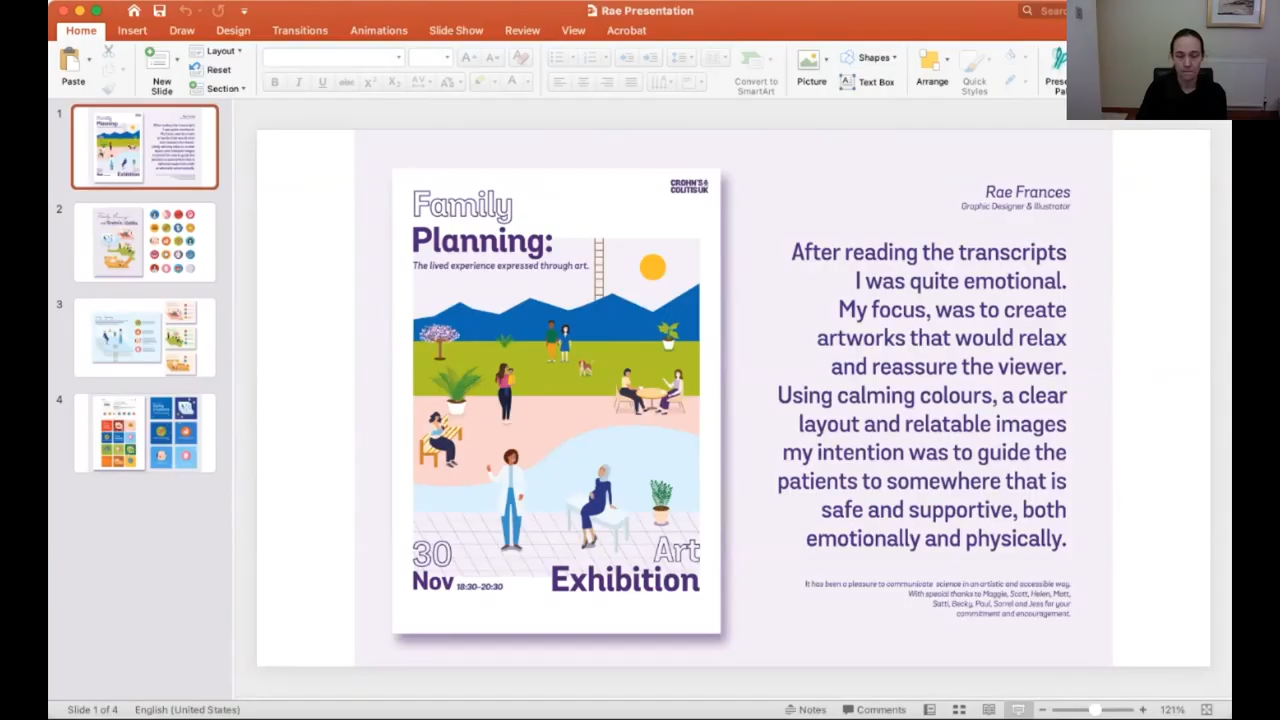 Rae Presentation
Sear
Home Insert Draw Design Transitions Animations Slide Show Review View Acrobat
Paste
New
Slide
Layout
Reset
Section
Convert to
SmartArt
Picture
Shapes
Text Box
Arrange
Quick
Styles
1
2
3
4
CROHN'S &
COLITIS UK
Family
Planning:
The lived experience expressed through art.
30
Nov 18:30–20:30
Art
Exhibition
Rae Frances
Graphic Designer & Illustrator
After reading the transcripts
I was quite emotional.
My focus, was to create
artworks that would relax
and reassure the viewer.
Using calming colours, a clear
layout and relatable images
my intention was to guide the
patients to somewhere that is
safe and supportive, both
emotionally and physically.
It has been a pleasure to communicate science in an artistic and accessible way.
With special thanks to Maggie, Scott, Helen, Matt,
Satti, Becky, Paul, Sorrel and Jess for your
commitment and encouragement.
Slide 1 of 4 English (United States)
Notes Comments
121%